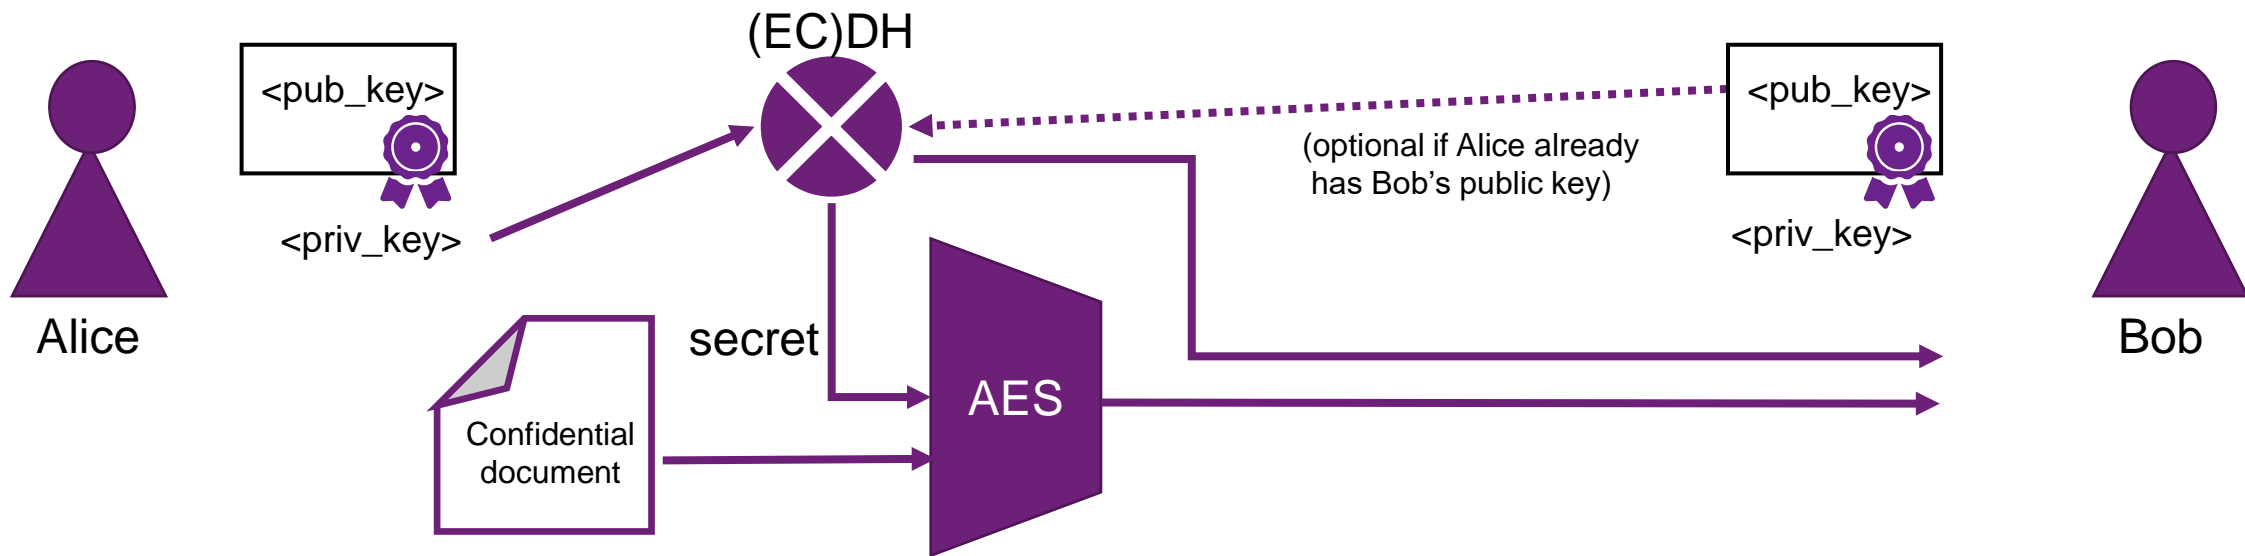 (EC)DH
<pub_key>
<pub_key>
(optional if Alice already
has Bob’s public key)
<priv_key>
<priv_key>
Alice
secret
Bob
AES
Confidential
document